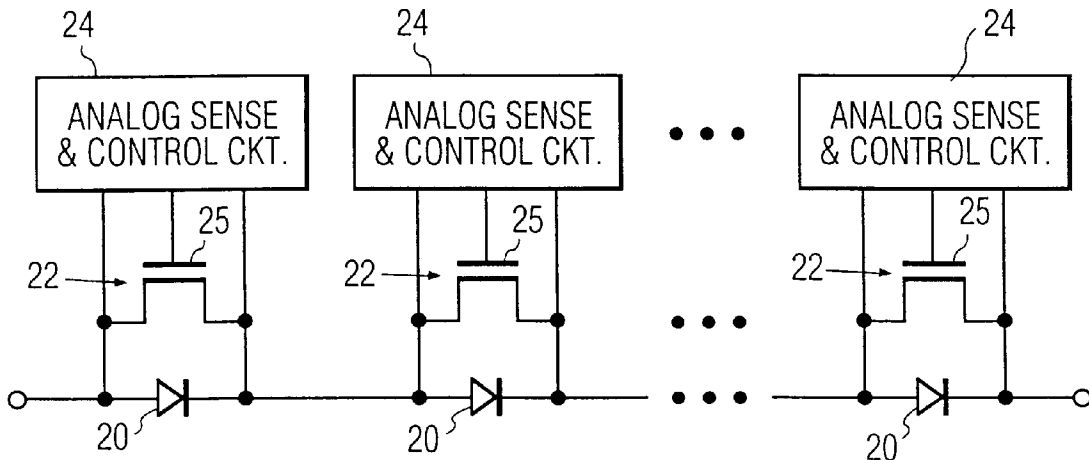 24
24
24
ANALOG SENSE
& CONTROL CKT.
ANALOG SENSE
& CONTROL CKT.
ANALOG SENSE
& CONTROL CKT.
25
25
25
22
22
22
20
20
20